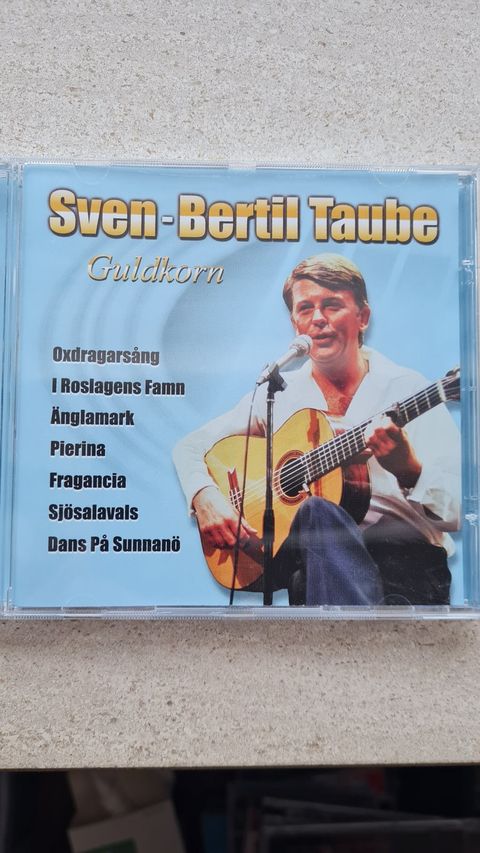 Sven-Bertil Taube
Guldkorn
Oxdragarsång
I Roslagens Famn
Änglamark
Pierina
Fragancia
Sjösalavals
Dans På Sunnanö